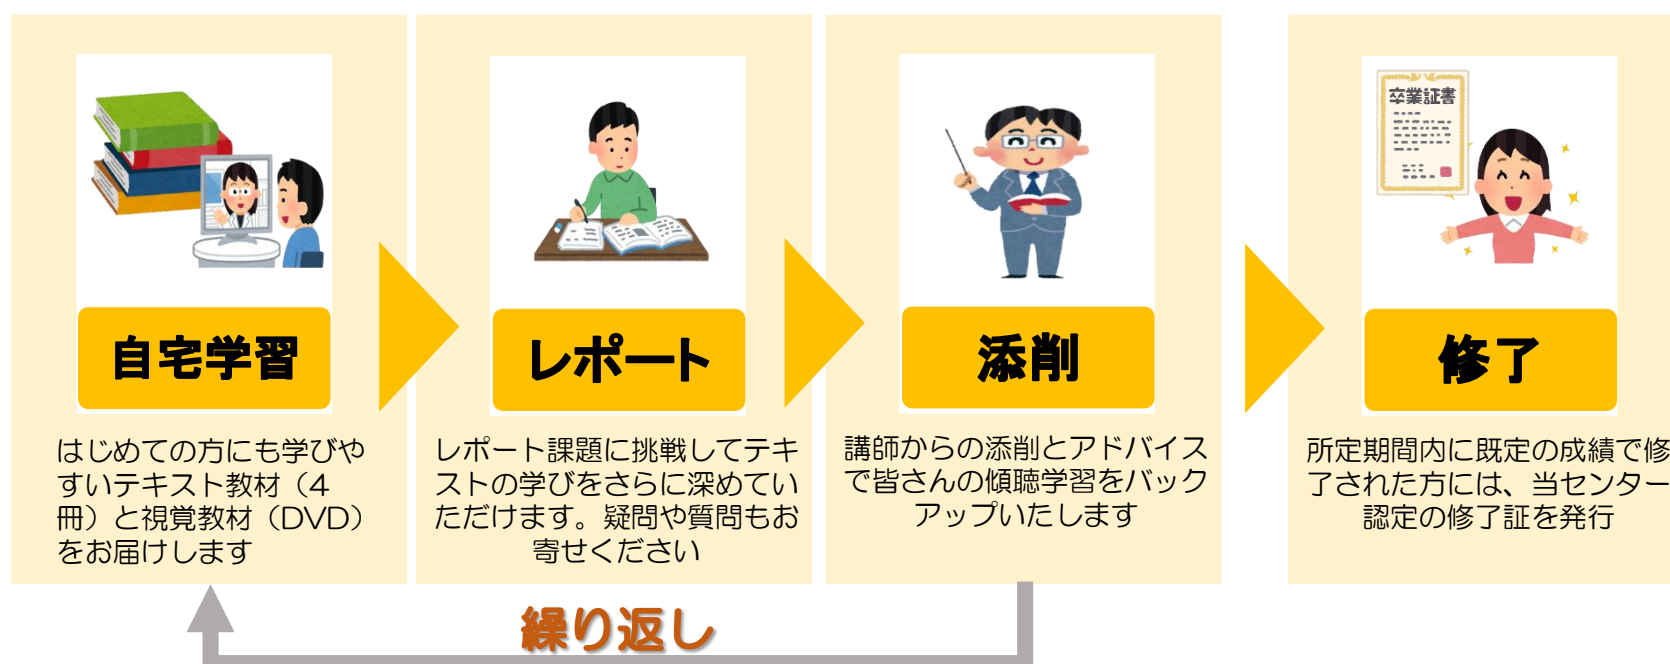 卒業証書
自宅学習
はじめての方にも学びや
すいテキスト教材（4
冊）と視覚教材（DVD）
をお届けします
レポート
レポート課題に挑戦してテキ
ストの学びをさらに深めてい
ただけます。疑問や質問もお
寄せください
添削
講師からの添削とアドバイス
で皆さんの傾聴学習をバック
アップいたします
修了
所定期間内に既定の成績で修
了された方には、当センター
認定の修了証を発行
繰り返し